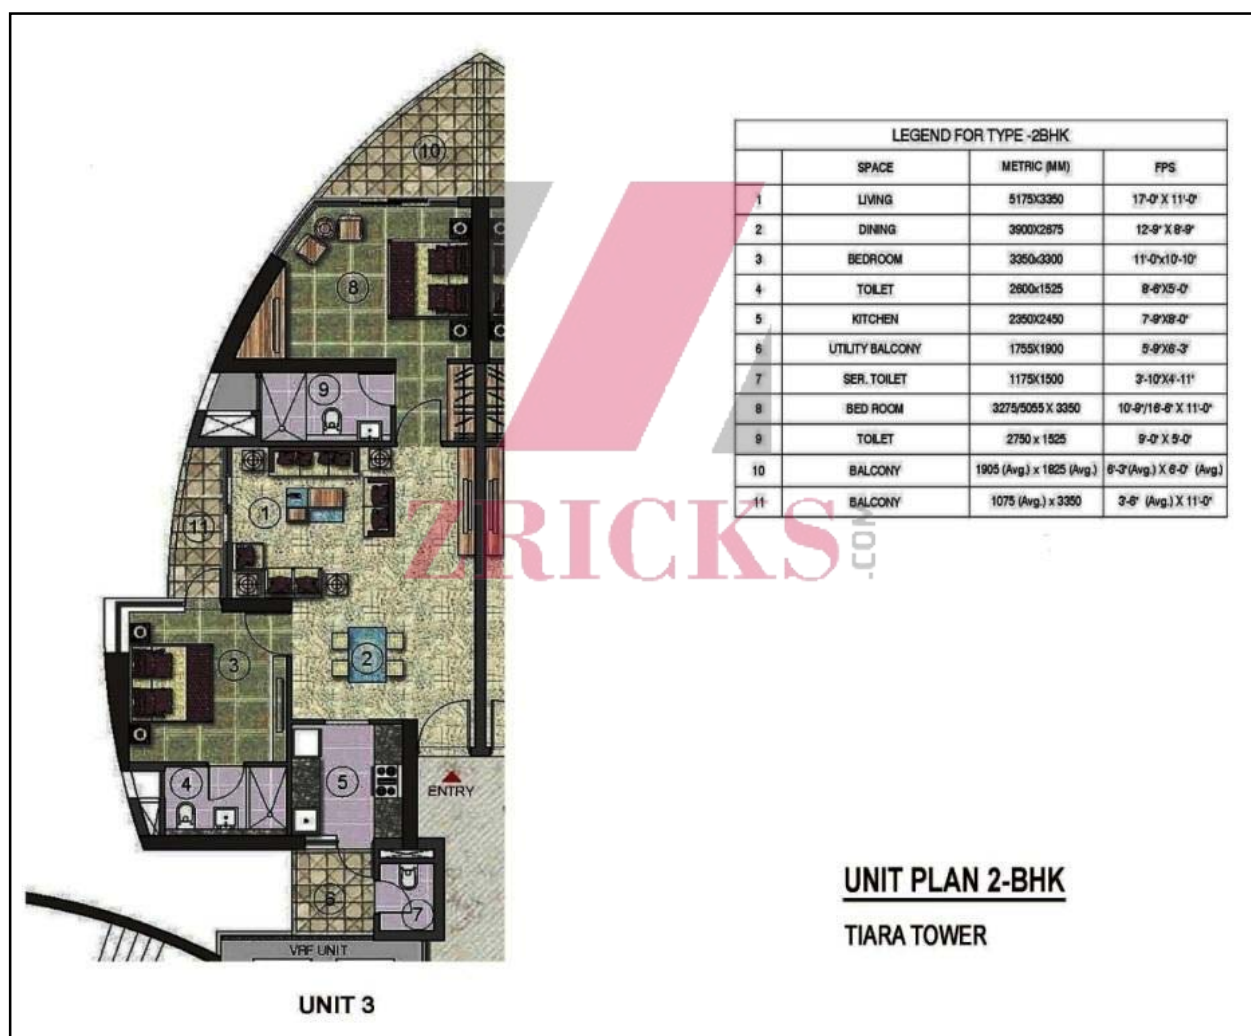 10
8
9
1
11
2
3
4
5
ENTRY
6
7
VRF UNIT
UNIT 3
LEGEND FOR TYPE -2BHK
SPACE METRIC (MM) FPS
1 LIVING 5175X3350 17'-0" X 11'-0"
2 DINING 3900X2675 12'-9" X 8'-9"
3 BEDROOM 3350x3300 11'-0"x10'-10"
4 TOILET 2600x1525 8'-6"X5'-0"
5 KITCHEN 2350X2450 7'-9"X8'-0"
6 UTILITY BALCONY 1755X1900 5'-9"X6'-3"
7 SER. TOILET 1175X1500 3'-10"X4'-11"
8 BED ROOM 3275/5055 X 3350 10'-9"/16'-6" X 11'-0"
9 TOILET 2750 x 1525 9'-0" X 5'-0"
10 BALCONY 1905 (Avg.) x 1825 (Avg.) 6'-3"(Avg.) X 6'-0" (Avg.)
11 BALCONY 1075 (Avg.) x 3350 3'-6" (Avg.) X 11'-0"
ZRICKS
.COM
UNIT PLAN 2-BHK
TIARA TOWER